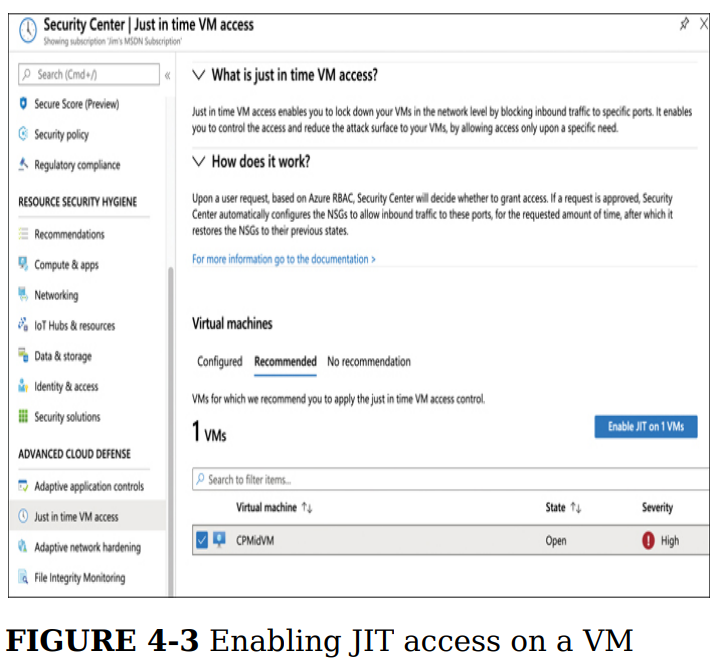 Security Center | Just in time VM access
Showing subscription 'Jim's MSDN Subscription'
Search (Cmd+/)
«
Secure Score (Preview)
Security policy
Regulatory compliance
RESOURCE SECURITY HYGIENE
Recommendations
Compute & apps
Networking
IoT Hubs & resources
Data & storage
Identity & access
Security solutions
ADVANCED CLOUD DEFENSE
Adaptive application controls
Just in time VM access
Adaptive network hardening
File Integrity Monitoring
What is just in time VM access?
Just in time VM access enables you to lock down your VMs in the network level by blocking inbound traffic to specific ports. It enables
you to control the access and reduce the attack surface to your VMs, by allowing access only upon a specific need.
How does it work?
Upon a user request, based on Azure RBAC, Security Center will decide whether to grant access. If a request is approved, Security
Center automatically configures the NSGs to allow inbound traffic to these ports, for the requested amount of time, after which it
restores the NSGs to their previous states.
For more information go to the documentation >
Virtual machines
Configured Recommended No recommendation
VMs for which we recommend you to apply the just in time VM access control.
1 VMs
Enable JIT on 1 VMs
Search to filter items...
Virtual machine ↑↓ State ↑↓ Severity
CPMidVM Open High
FIGURE 4-3 Enabling JIT access on a VM